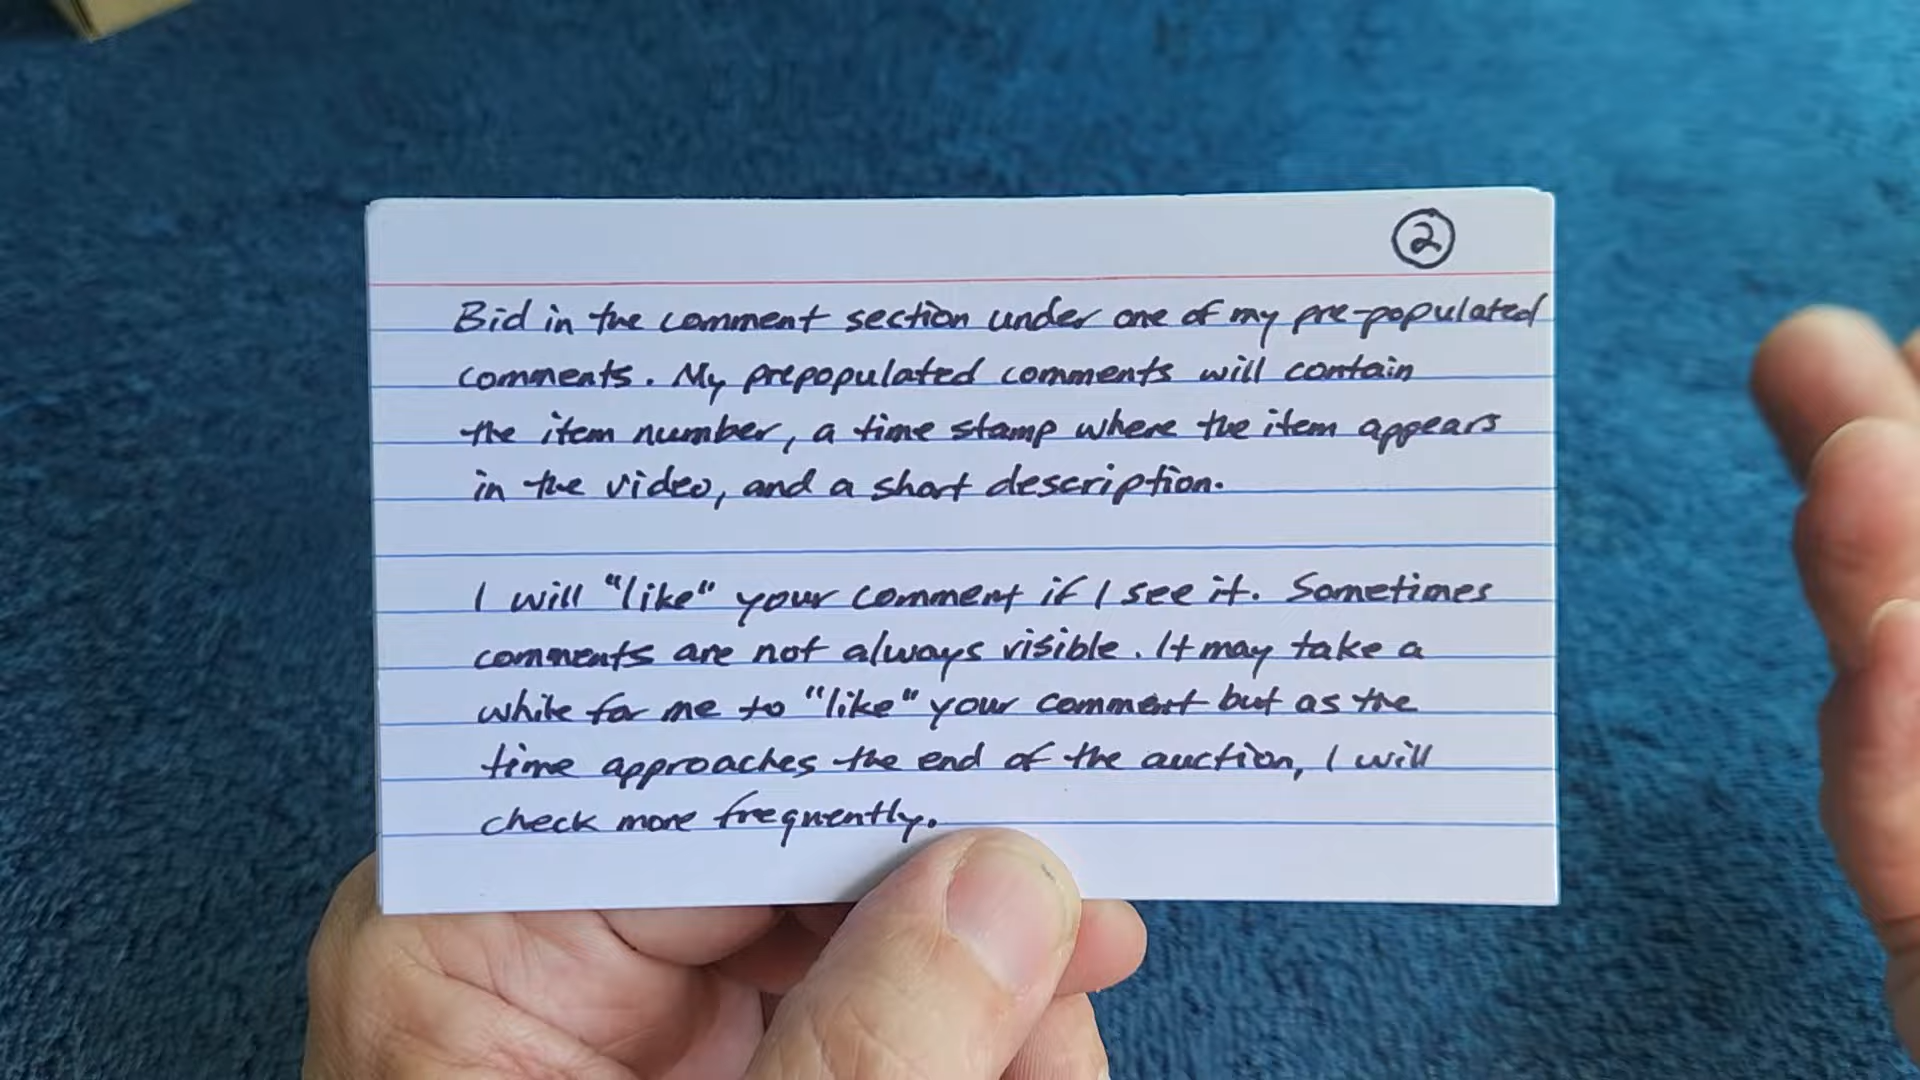 2
Bid in the comment section under one of my pre-populated
comments. My prepopulated comments will contain
the item number, a time stamp where the item appears
in the video, and a short description.
I will "like" your comment if I see it. Sometimes
comments are not always visible. It may take a
while for me to "like" your comment but as the
time approaches the end of the auction, I will
check more frequently.